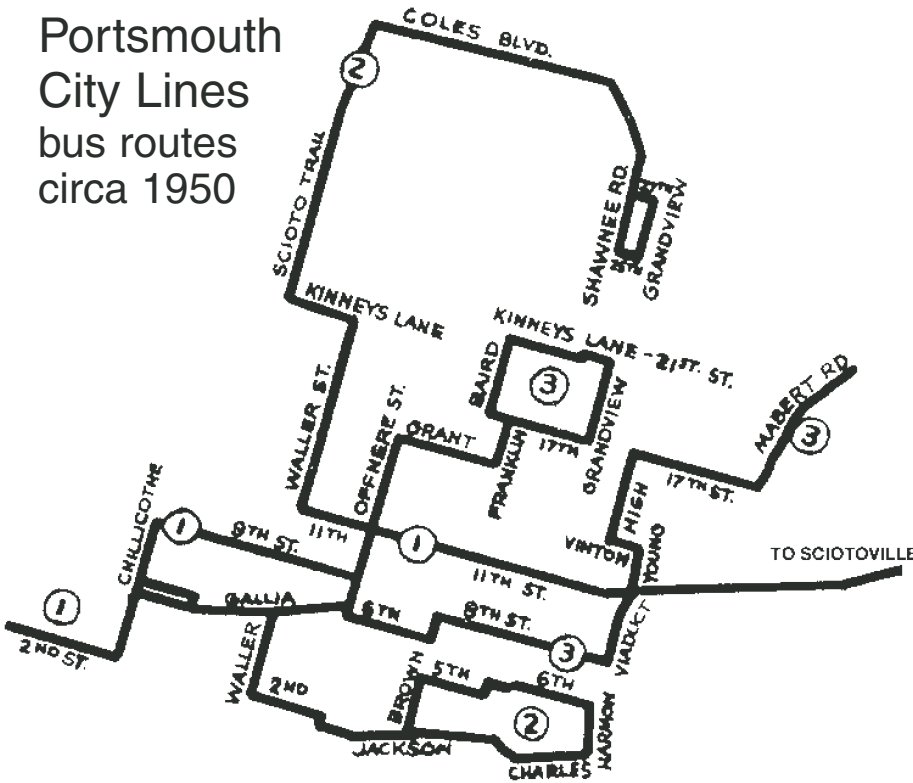 Portsmouth
City Lines
bus routes
circa 1950
COLES BLVD.
2
SCIOTO TRAIL
SHAWNEE RD.
GRANDVIEW
KINNEYS LANE
KINNEYS LANE - 21ST. ST.
BAIRD
3
GRANDVIEW
MABERT RD
3
WALLER ST.
OFFNERE ST.
GRANT
FRANKLIN
17TH
17TH ST.
HIGH
CHILLICOTHE
1
9TH ST.
11TH
1
11TH ST.
VINTON
YOUNG
TO SCIOTOVILLE
1
2ND ST.
GALLIA
6TH
8TH ST.
3
VIADUCT
WALLER
2ND
BROWN
5TH
6TH
2
HARMON
JACKSON
CHARLES